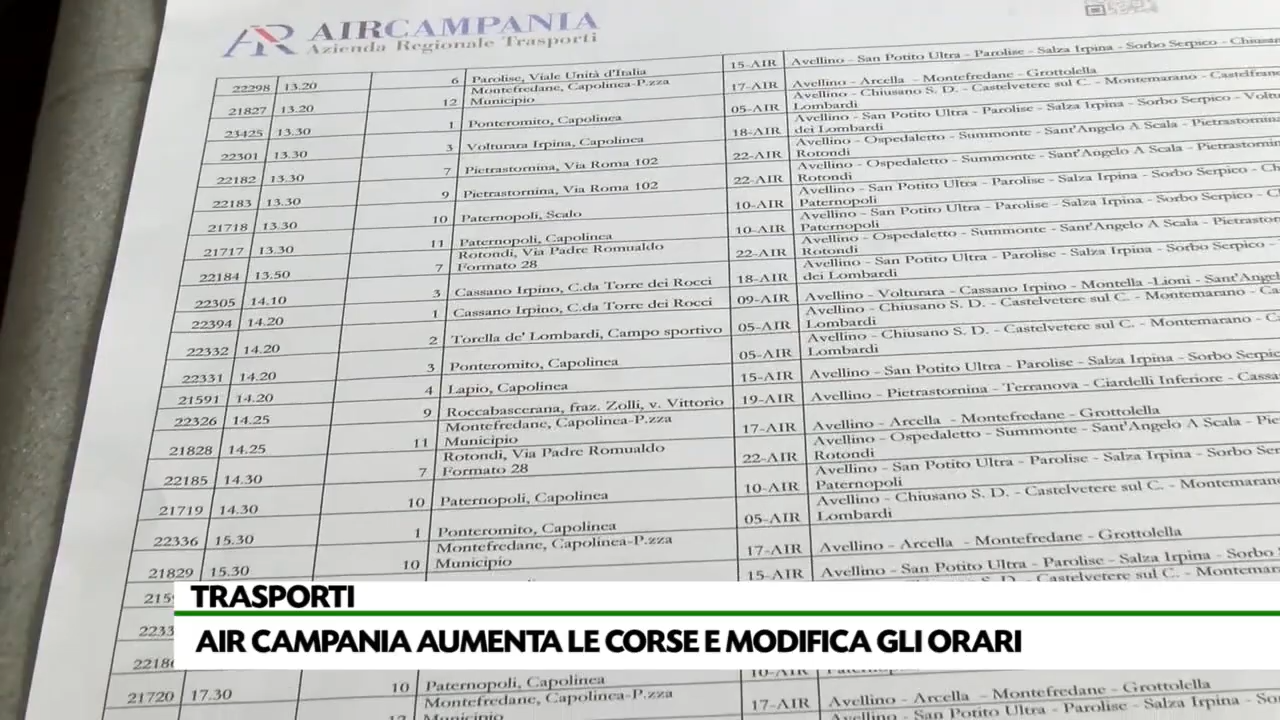 AIRCAMPANIA
Azienda Regionale Trasporti
22298 13.20 6 Parolise, Viale Unità d'Italia 15-AIR Avellino - San Potito Ultra - Parolise - Salza Irpina - Sorbo Serpico -
21827 13.20 12 Montefredane, Capolinea-P.zza Municipio 17-AIR Avellino - Arcella - Montefredane - Grottolella
23425 13.30 1 Ponteromito, Capolinea 05-AIR Avellino - Chiusano S. D. - Castelvetere sul C. - Montemarano - Lombardi
22301 13.30 3 Volturara Irpina, Capolinea 18-AIR Avellino - San Potito Ultra - Parolise - Salza Irpina - Sorbo Serpico - dei Lombardi
22182 13.30 7 Pietrastornina, Via Roma 102 22-AIR Avellino - Ospedaletto - Summonte - Sant'Angelo A Scala - Rotondi
22183 13.30 9 Pietrastornina, Via Roma 102 22-AIR Avellino - Ospedaletto - Summonte - Sant'Angelo A Scala - Rotondi
21718 13.30 10 Paternopoli, Scalo 10-AIR Avellino - San Potito Ultra - Parolise - Salza Irpina - Sorbo Serpico - Paternopoli
21717 13.30 11 Paternopoli, Capolinea 10-AIR Avellino - San Potito Ultra - Parolise - Salza Irpina - Sorbo Serpico - Paternopoli
22184 13.50 7 Rotondi, Via Padre Romualdo Formato 28 22-AIR Avellino - Ospedaletto - Summonte - Sant'Angelo A Scala - Rotondi
22305 14.10 3 Cassano Irpino, C.da Torre dei Rocci 18-AIR Avellino - San Potito Ultra - Parolise - Salza Irpina - Sorbo Serpico - dei Lombardi
22394 14.20 1 Cassano Irpino, C.da Torre dei Rocci 09-AIR Avellino - Volturara - Cassano Irpino - Montella -Lioni -
22332 14.20 2 Torella de' Lombardi, Campo sportivo 05-AIR Avellino - Chiusano S. D. - Castelvetere sul C. - Montemarano - Lombardi
22331 14.20 3 Ponteromito, Capolinea 05-AIR Avellino - Chiusano S. D. - Castelvetere sul C. - Montemarano - Lombardi
21591 14.20 4 Lapio, Capolinea 15-AIR Avellino - San Potito Ultra - Parolise - Salza Irpina - Sorbo
22326 14.25 9 Roccabascerana, fraz. Zolli, v. Vittorio 19-AIR Avellino - Pietrastornina - Terranova - Ciardelli Inferiore -
21828 14.25 11 Montefredane, Capolinea-P.zza Municipio 17-AIR Avellino - Arcella - Montefredane - Grottolella
22185 14.30 7 Rotondi, Via Padre Romualdo Formato 28 22-AIR Avellino - Ospedaletto - Summonte - Sant'Angelo A Scala - Rotondi
21719 14.30 10 Paternopoli, Capolinea 10-AIR Avellino - San Potito Ultra - Parolise - Salza Irpina - Sorbo Paternopoli
22336 15.30 1 Ponteromito, Capolinea 05-AIR Avellino - Chiusano S. D. - Castelvetere sul C. - Lombardi
21829 15.30 10 Montefredane, Capolinea-P.zza Municipio 17-AIR Avellino - Arcella - Montefredane - Grottolella
15-AIR Avellino - San Potito Ultra - Parolise - Salza Irpina - Sorbo
TRASPORTI
AIR CAMPANIA AUMENTA LE CORSE E MODIFICA GLI ORARI
21720 17.30 10 Paternopoli, Capolinea
Montefredane, Capolinea-P.zza Municipio 17-AIR Avellino - Arcella - Montefredane - Grottolella
Avellino - San Potito Ultra - Parolise - Salza Irpina -